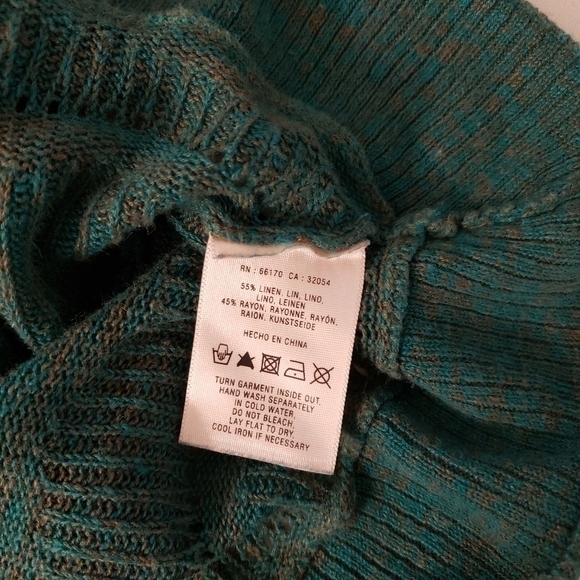 RN : 66170 CA : 32054
55% LINEN, LIN, LINO,
LINO, LEINEN
45% RAYON, RAYONNE, RAYÓN,
RAION, KUNSTSEIDE
HECHO EN CHINA
TURN GARMENT INSIDE OUT.
HAND WASH SEPARATELY
IN COLD WATER.
DO NOT BLEACH.
LAY FLAT TO DRY.
COOL IRON IF NECESSARY